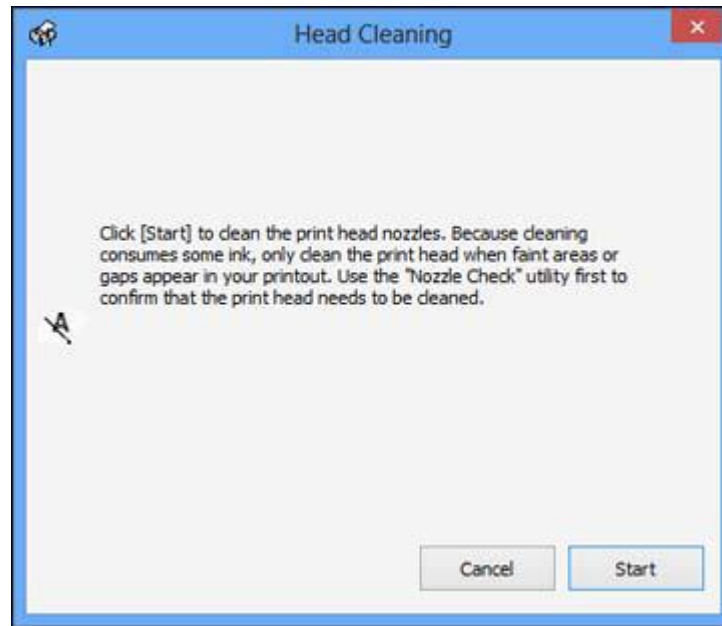 Head Cleaning
Click [Start] to clean the print head nozzles. Because cleaning
consumes some ink, only clean the print head when faint areas or
gaps appear in your printout. Use the "Nozzle Check" utility first to
confirm that the print head needs to be cleaned.
A
Cancel Start